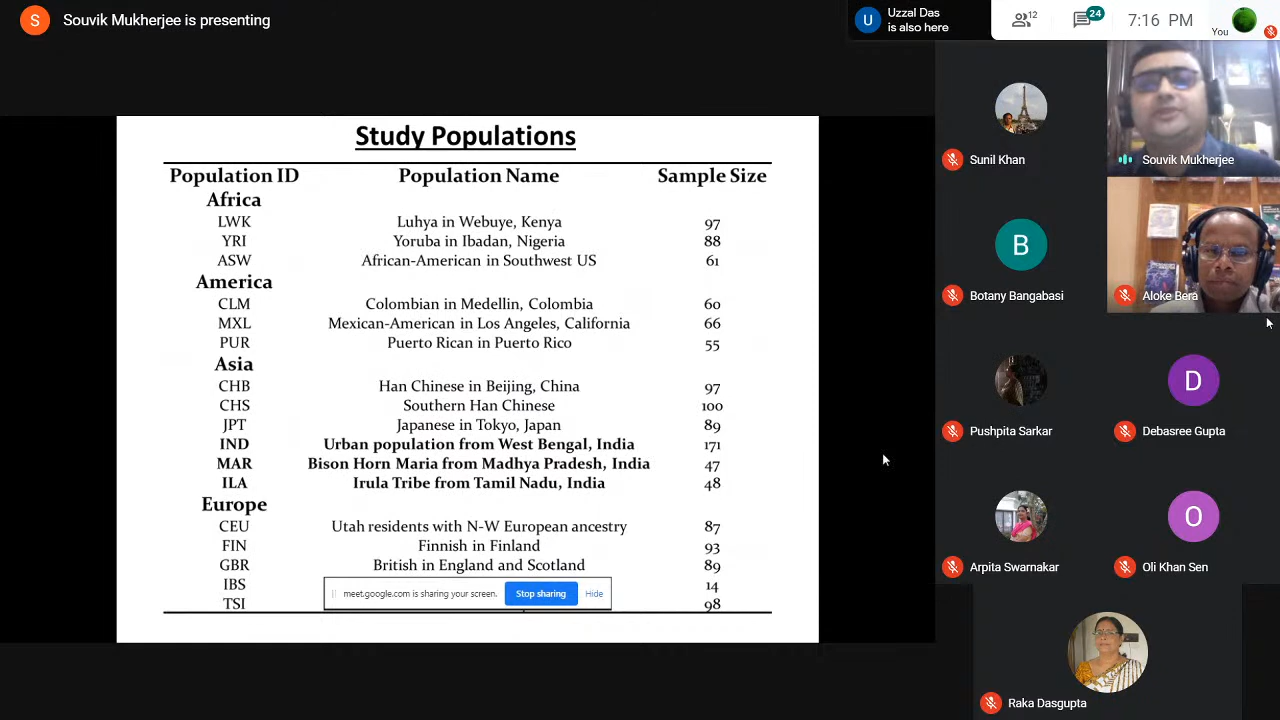 S Souvik Mukherjee is presenting
U Uzzal Das is also here
12
24
7:16 PM
You
Study Populations
Population ID Population Name Sample Size
Africa
LWK Luhya in Webuye, Kenya 97
YRI Yoruba in Ibadan, Nigeria 88
ASW African-American in Southwest US 61
America
CLM Colombian in Medellin, Colombia 60
MXL Mexican-American in Los Angeles, California 66
PUR Puerto Rican in Puerto Rico 55
Asia
CHB Han Chinese in Beijing, China 97
CHS Southern Han Chinese 100
JPT Japanese in Tokyo, Japan 89
IND Urban population from West Bengal, India 171
MAR Bison Horn Maria from Madhya Pradesh, India 47
ILA Irula Tribe from Tamil Nadu, India 48
Europe
CEU Utah residents with N-W European ancestry 87
FIN Finnish in Finland 93
GBR British in England and Scotland 89
IBS 14
TSI 98
meet.google.com is sharing your screen. Stop sharing Hide
Sunil Khan
Souvik Mukherjee
B
Botany Bangabasi
Aloke Bera
D
Pushpita Sarkar
Debasree Gupta
O
Arpita Swarnakar
Oli Khan Sen
Raka Dasgupta